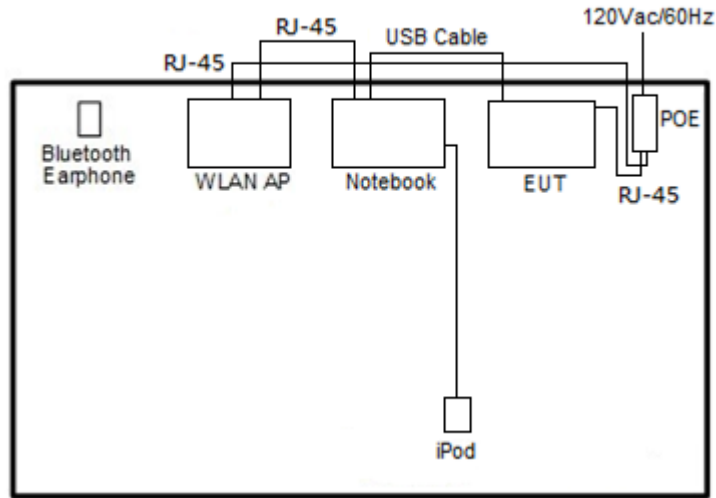 120Vac/60Hz
RJ-45
USB Cable
RJ-45
POE
Bluetooth
Earphone
WLAN AP
Notebook
EUT
RJ-45
iPod